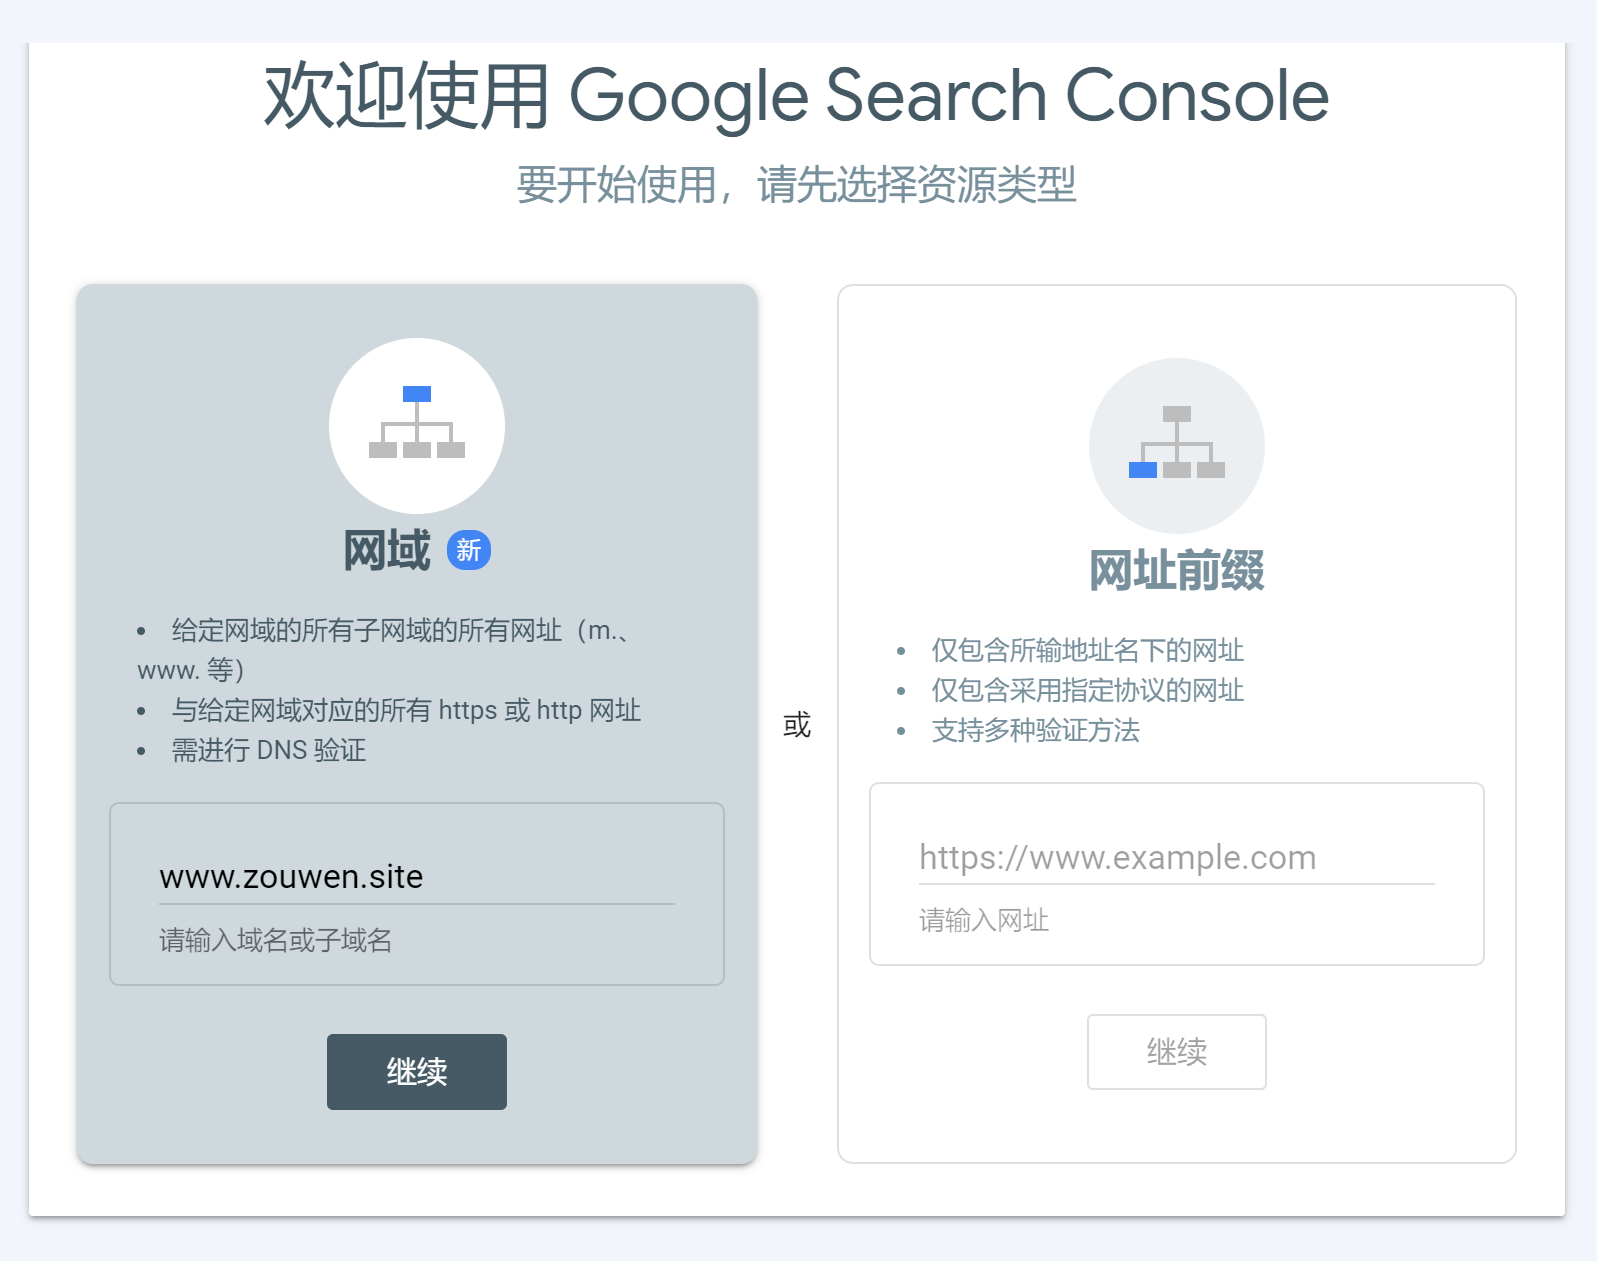 欢迎使用 Google Search Console
要开始使用，请先选择资源类型
网域 新
• 给定网域的所有子网域的所有网址（m.、
www. 等）
• 与给定网域对应的所有 https 或 http 网址
• 需进行 DNS 验证
www.zouwen.site
请输入域名或子域名
继续
或
网址前缀
• 仅包含所输地址名下的网址
• 仅包含采用指定协议的网址
• 支持多种验证方法
https://www.example.com
请输入网址
继续